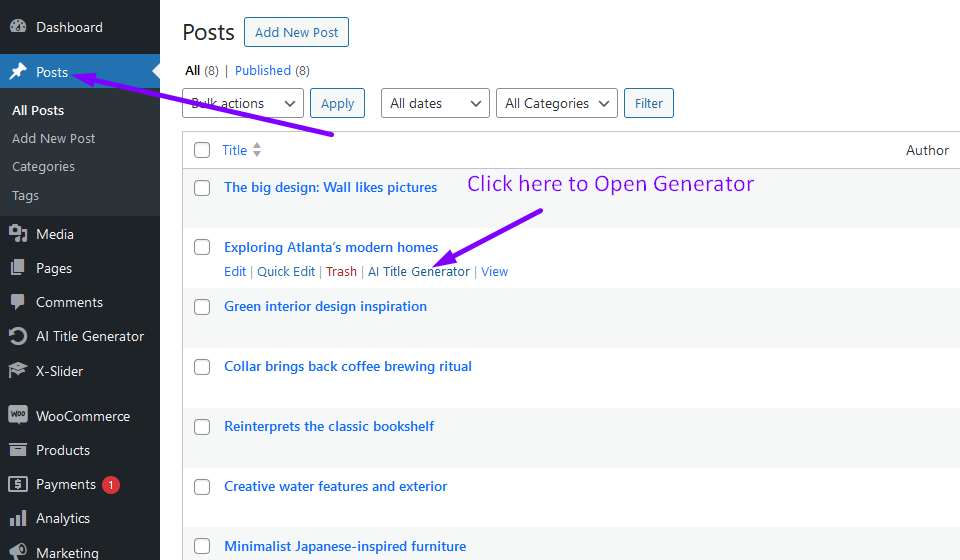 Dashboard
Posts
All Posts
Add New Post
Categories
Tags
Media
Pages
Comments
AI Title Generator
X-Slider
WooCommerce
Products
Payments 1
Analytics
Marketing
Posts Add New Post
All (8) | Published (8)
Bulk actions Apply All dates All Categories Filter
Title Author
The big design: Wall likes pictures
Click here to Open Generator
Exploring Atlanta’s modern homes
Edit | Quick Edit | Trash | AI Title Generator | View
Green interior design inspiration
Collar brings back coffee brewing ritual
Reinterprets the classic bookshelf
Creative water features and exterior
Minimalist Japanese-inspired furniture